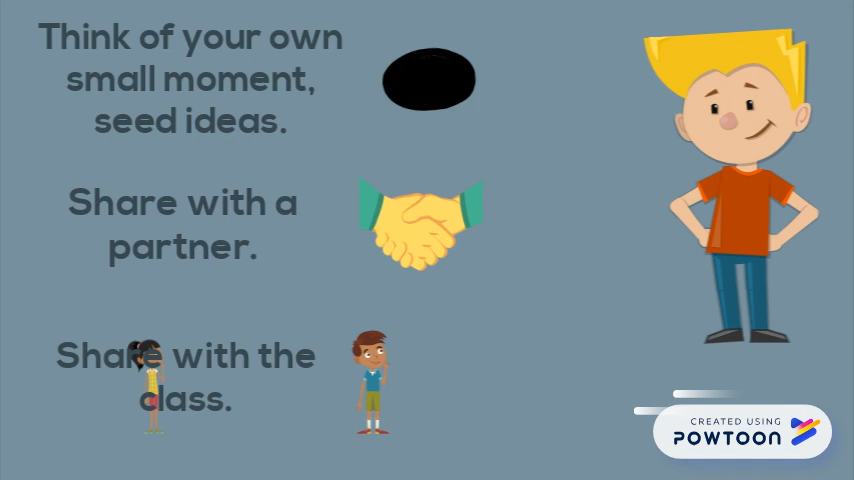 Think of your own
small moment,
seed ideas.
Share with a
partner.
Share with the
class.
CREATED USING
POWTOON